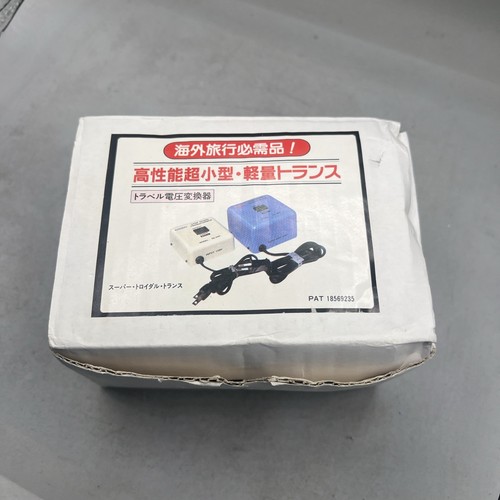 海外旅行必需品!
高性能超小型・軽量トランス
トラベル電圧変換器
スーパー・トロイダル・トランス
PAT 18569235